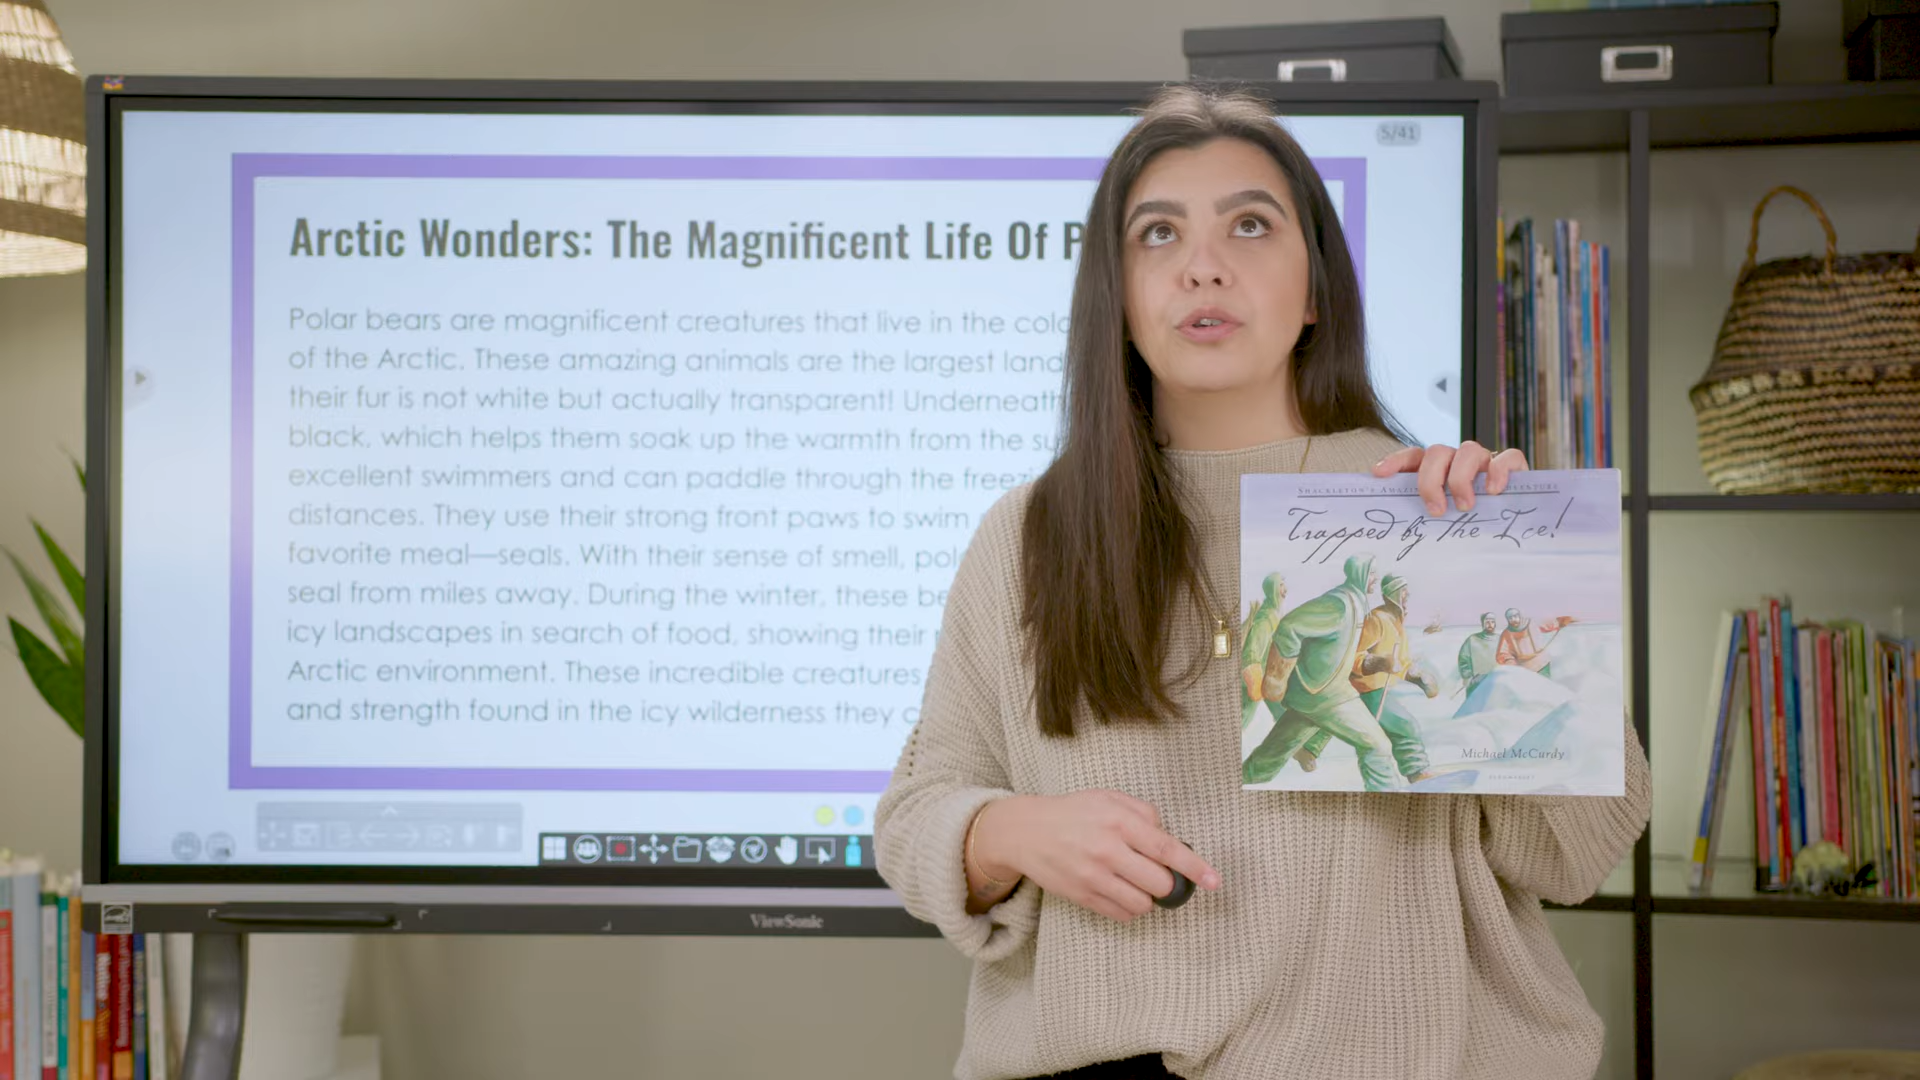 5/41
Arctic Wonders: The Magnificent Life Of
Polar bears are magnificent creatures that live in the
of the Arctic. These amazing animals are the largest land
their fur is not white but actually transparent! Underneath
black, which helps them soak up the warmth from the
excellent swimmers and can paddle through the
distances. They use their strong front paws to swim
favorite meal—seals. With their sense of smell,
seal from miles away. During the winter, these
icy landscapes in search of food, showing their
Arctic environment. These incredible creatures
and strength found in the icy wilderness they
ViewSonic
SHACKLETON'S
Trapped by the Ice!
Michael McCurdy
BLOOMSBURY